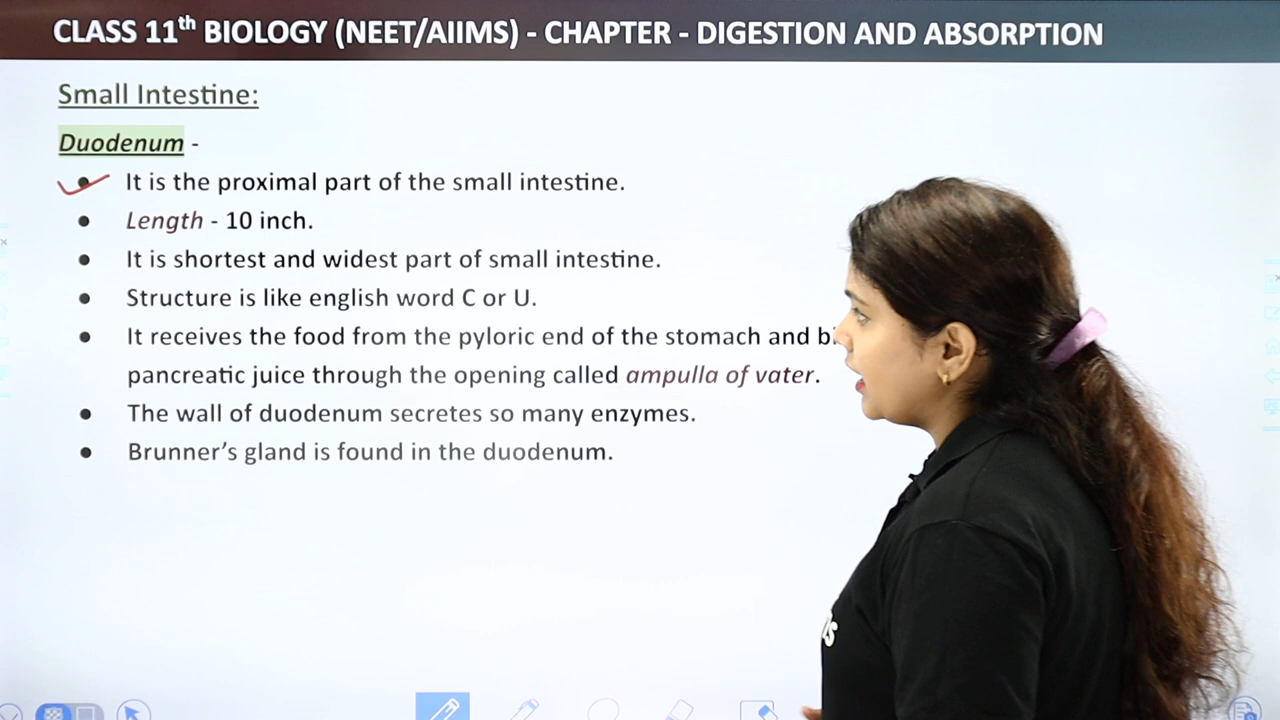 CLASS 11th BIOLOGY (NEET/AIIMS) - CHAPTER - DIGESTION AND ABSORPTION
Small Intestine:
Duodenum -
● It is the proximal part of the small intestine.
● Length - 10 inch.
● It is shortest and widest part of small intestine.
● Structure is like english word C or U.
● It receives the food from the pyloric end of the stomach and
pancreatic juice through the opening called ampulla of vater.
● The wall of duodenum secretes so many enzymes.
● Brunner’s gland is found in the duodenum.